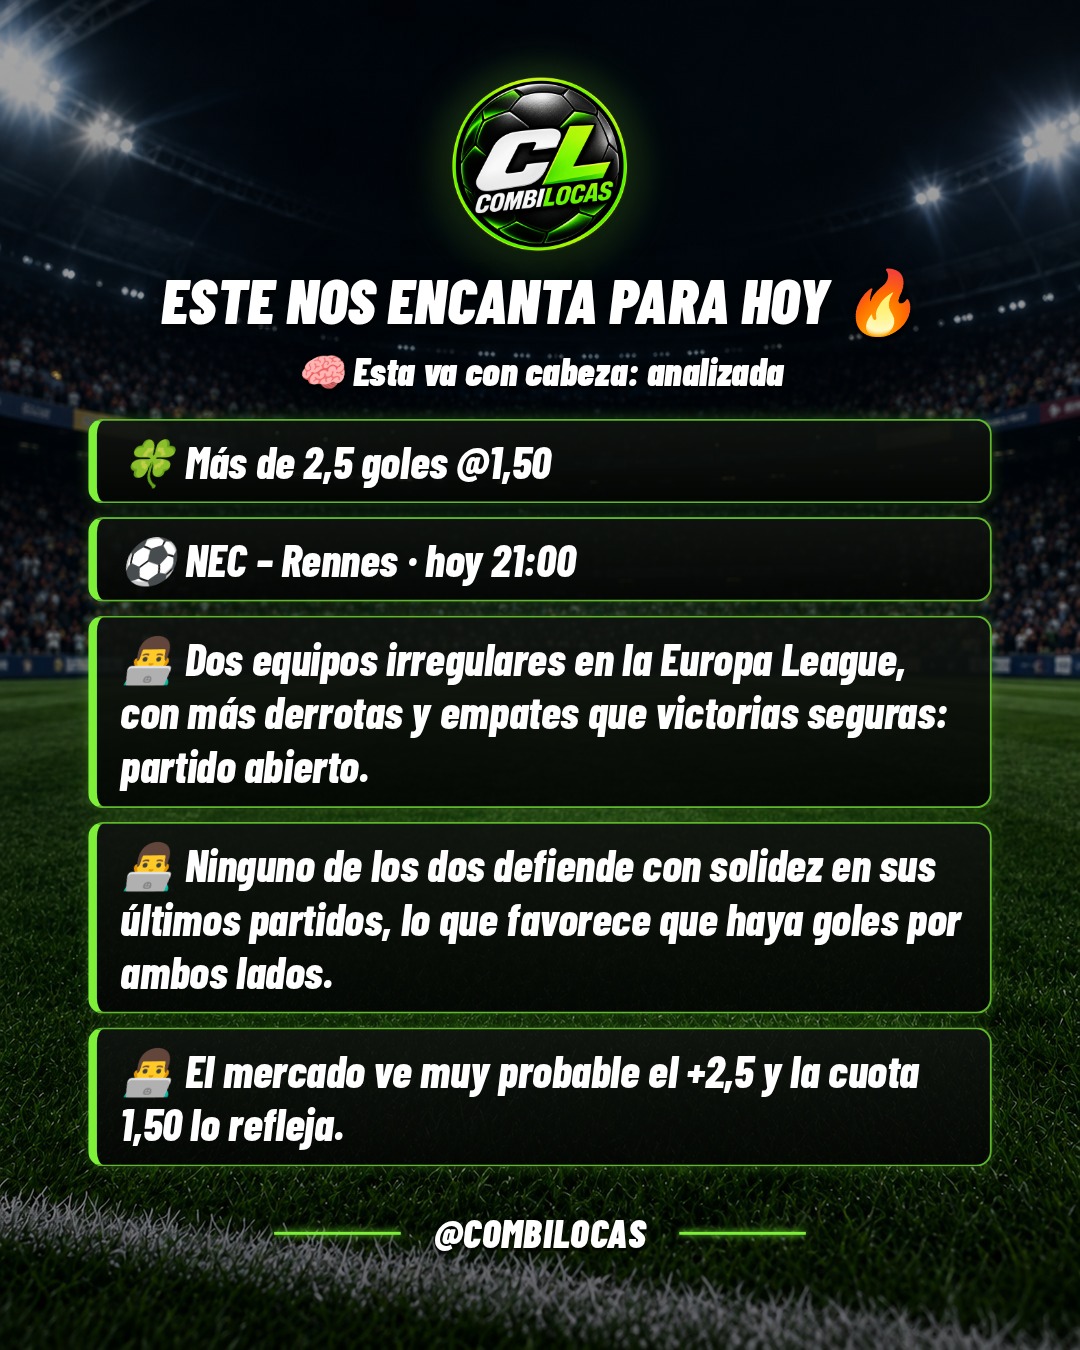 CL
COMBILOCAS
ESTE NOS ENCANTA PARA HOY 🔥
🧠 Esta va con cabeza: analizada
🍀 Más de 2,5 goles @1,50
⚽ NEC – Rennes · hoy 21:00
👨‍💻 Dos equipos irregulares en la Europa League,
con más derrotas y empates que victorias seguras:
partido abierto.
👨‍💻 Ninguno de los dos defiende con solidez en sus
últimos partidos, lo que favorece que haya goles por
ambos lados.
👨‍💻 El mercado ve muy probable el +2,5 y la cuota
1,50 lo refleja.
@COMBILOCAS